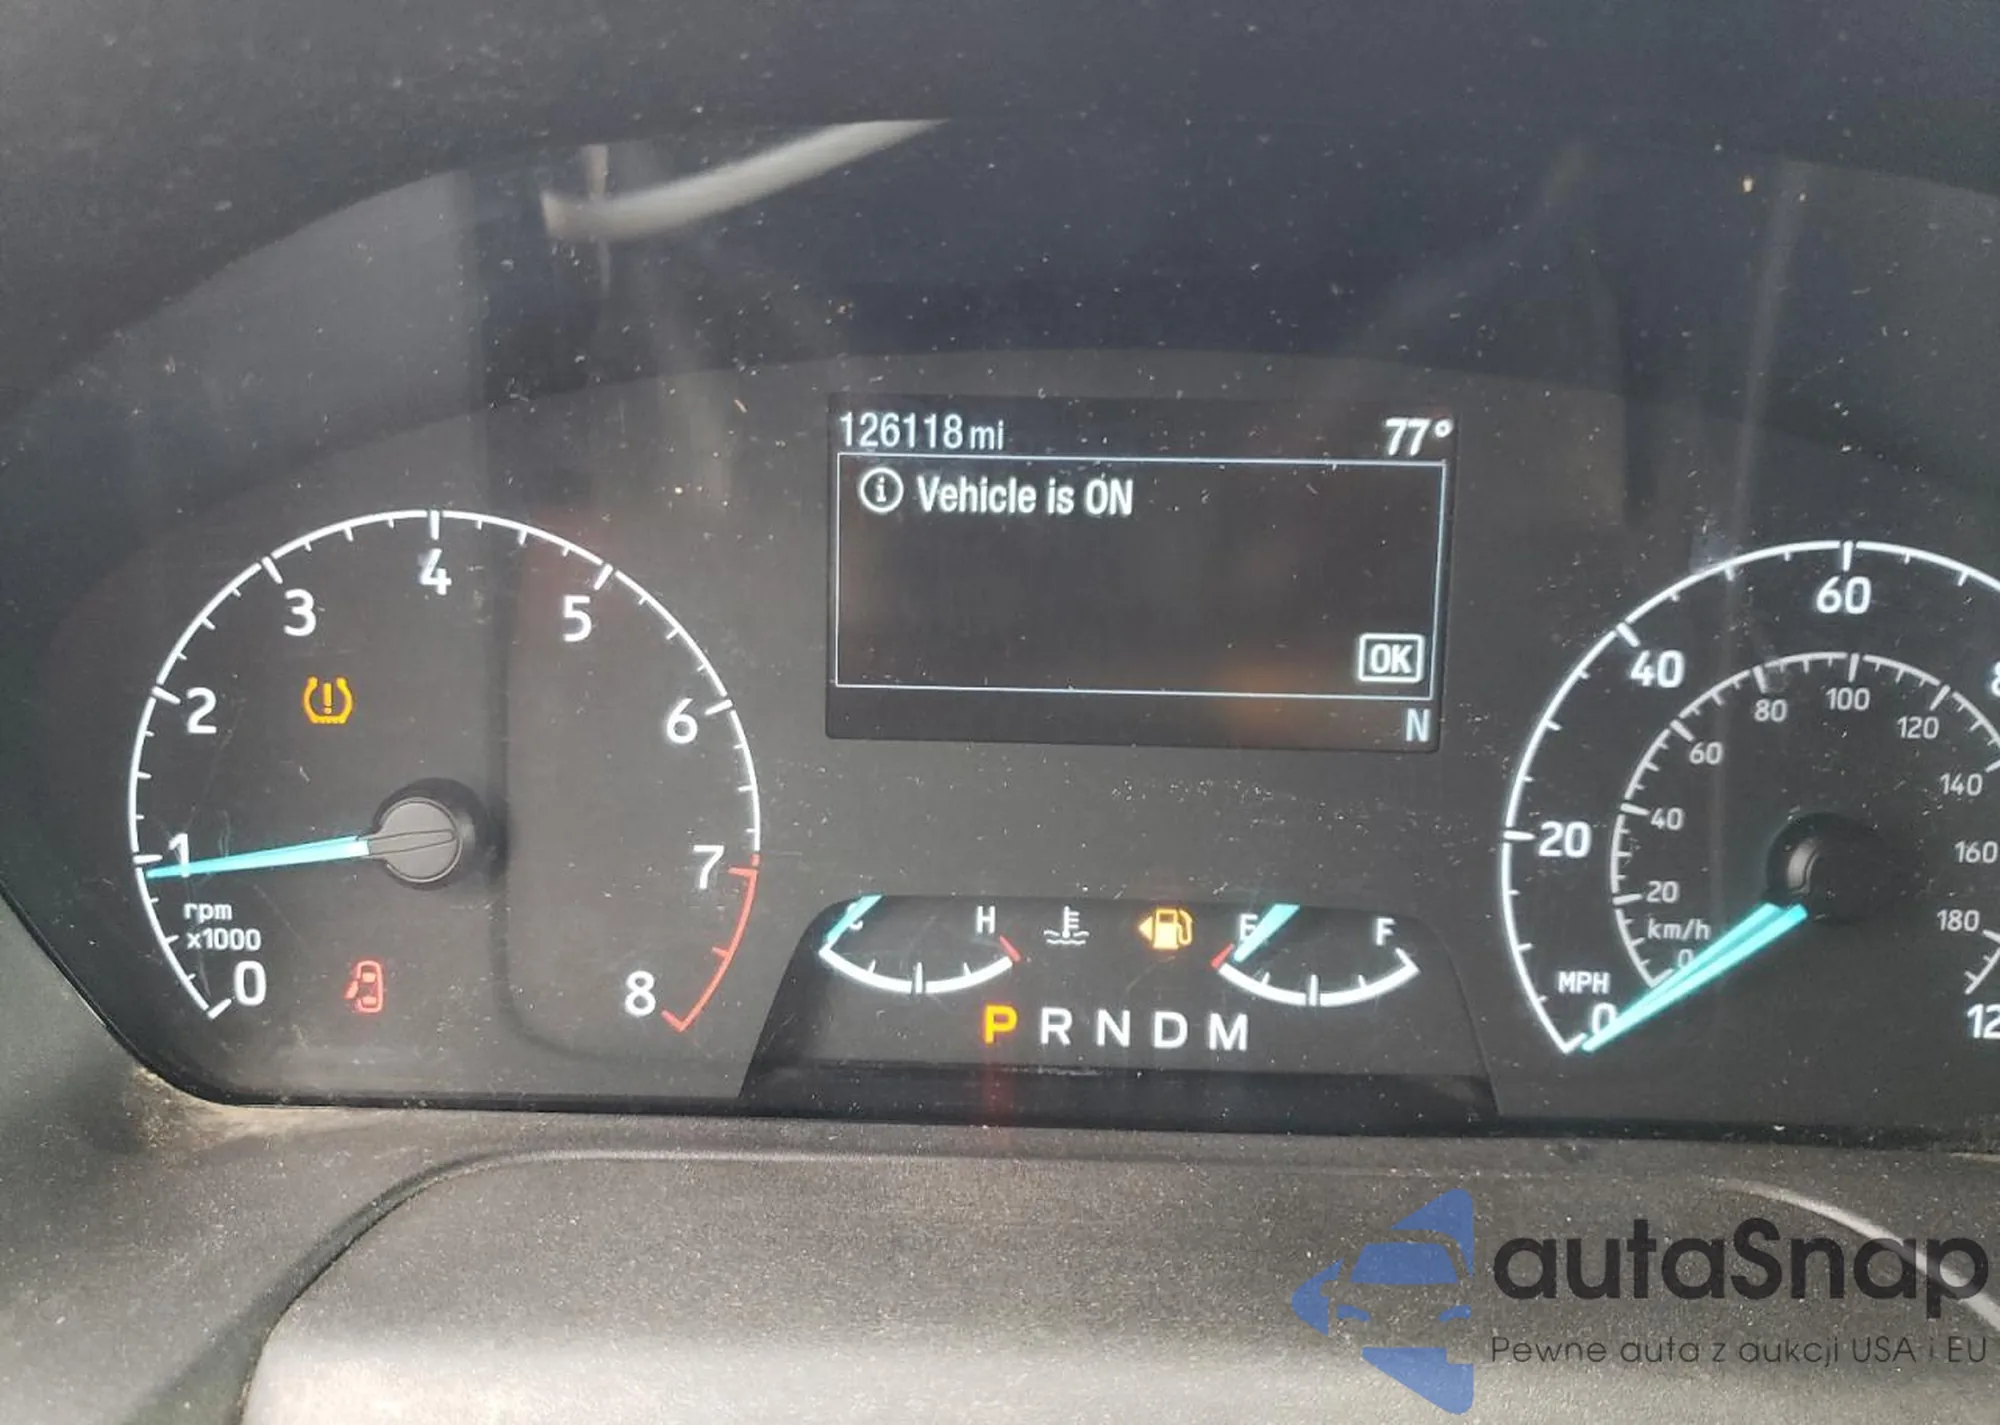 126118 mi 77°
Vehicle is ON
OK
N
0 1 2 3 4 5 6 7 8
rpm
x1000
H
E F
P R N D M
0 20 40 60
MPH
0 20 40 60 80 100 120 140 160 180
km/h
autaSnap
Pewne auta z aukcji USA i EU